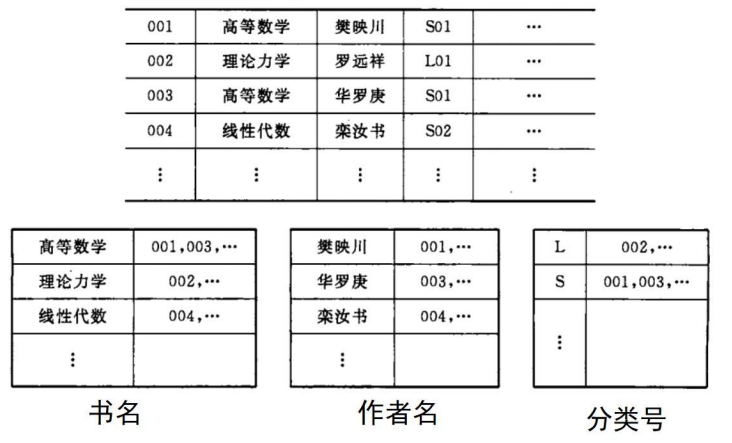 001 高等数学 樊映川 S01 …
002 理论力学 罗远祥 L01 …
003 高等数学 华罗庚 S01 …
004 线性代数 栾汝书 S02 …
⋮ ⋮ ⋮ ⋮ ⋮
高等数学 001,003,…
理论力学 002,…
线性代数 004,…
⋮
书名
樊映川 001,…
华罗庚 003,…
栾汝书 004,…
⋮
作者名
L 002,…
S 001,003,…
⋮
分类号